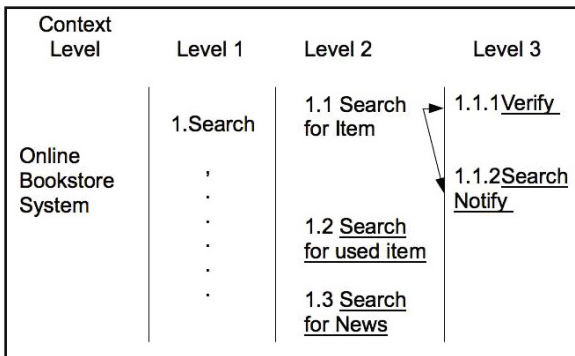 Context
Level
Level 1
Level 2
Level 3
Online
Bookstore
System
1.Search
,
.
.
.
.
.
1.1 Search
for Item
1.2 Search
for used item
1.3 Search
for News
1.1.1Verify
1.1.2Search
Notify